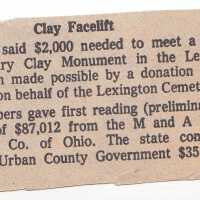 Clay Facelift
said $2,000 needed to meet a
ry Clay Monument in the Le
n made possible by a donation
on behalf of the Lexington Cemet
bers gave first reading (prelimina
of $87,012 from the M and A
Co. of Ohio. The state con
Urban County Government $35